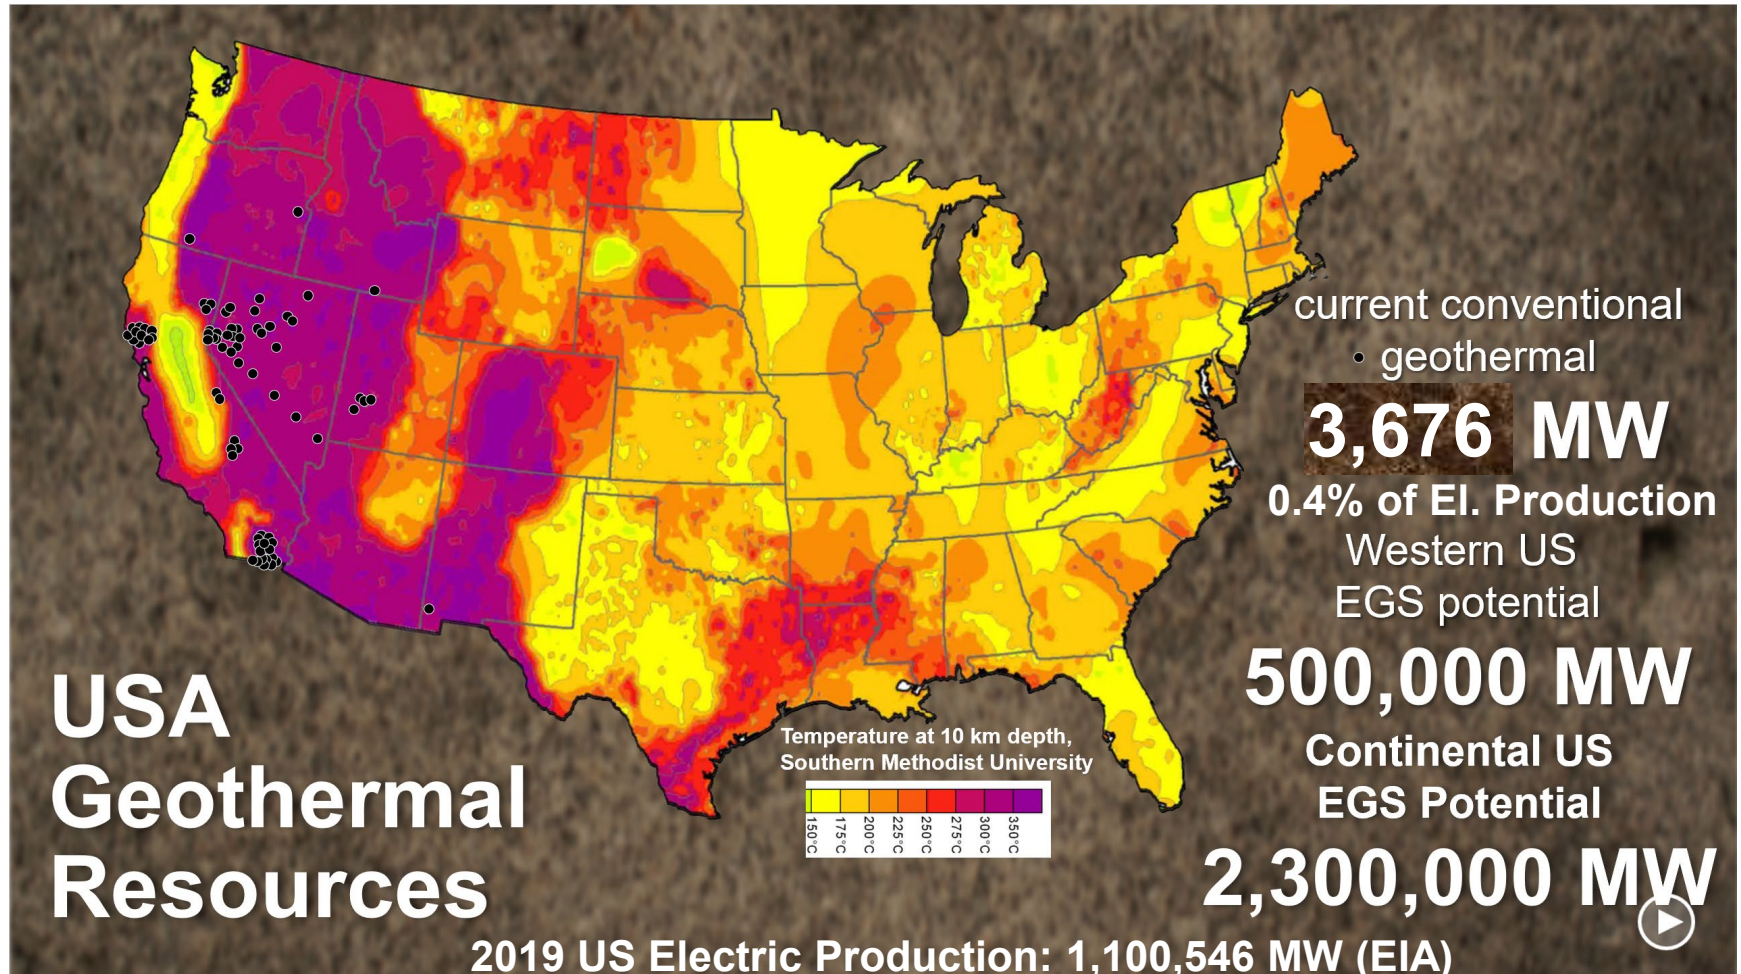 USA
Geothermal
Resources
current conventional
• geothermal
3,676 MW
0.4% of El. Production
Western US
EGS potential
500,000 MW
Continental US
EGS Potential
2,300,000 MW
Temperature at 10 km depth,
Southern Methodist University
150°C
175°C
200°C
225°C
250°C
275°C
300°C
350°C
2019 US Electric Production: 1,100,546 MW (EIA)